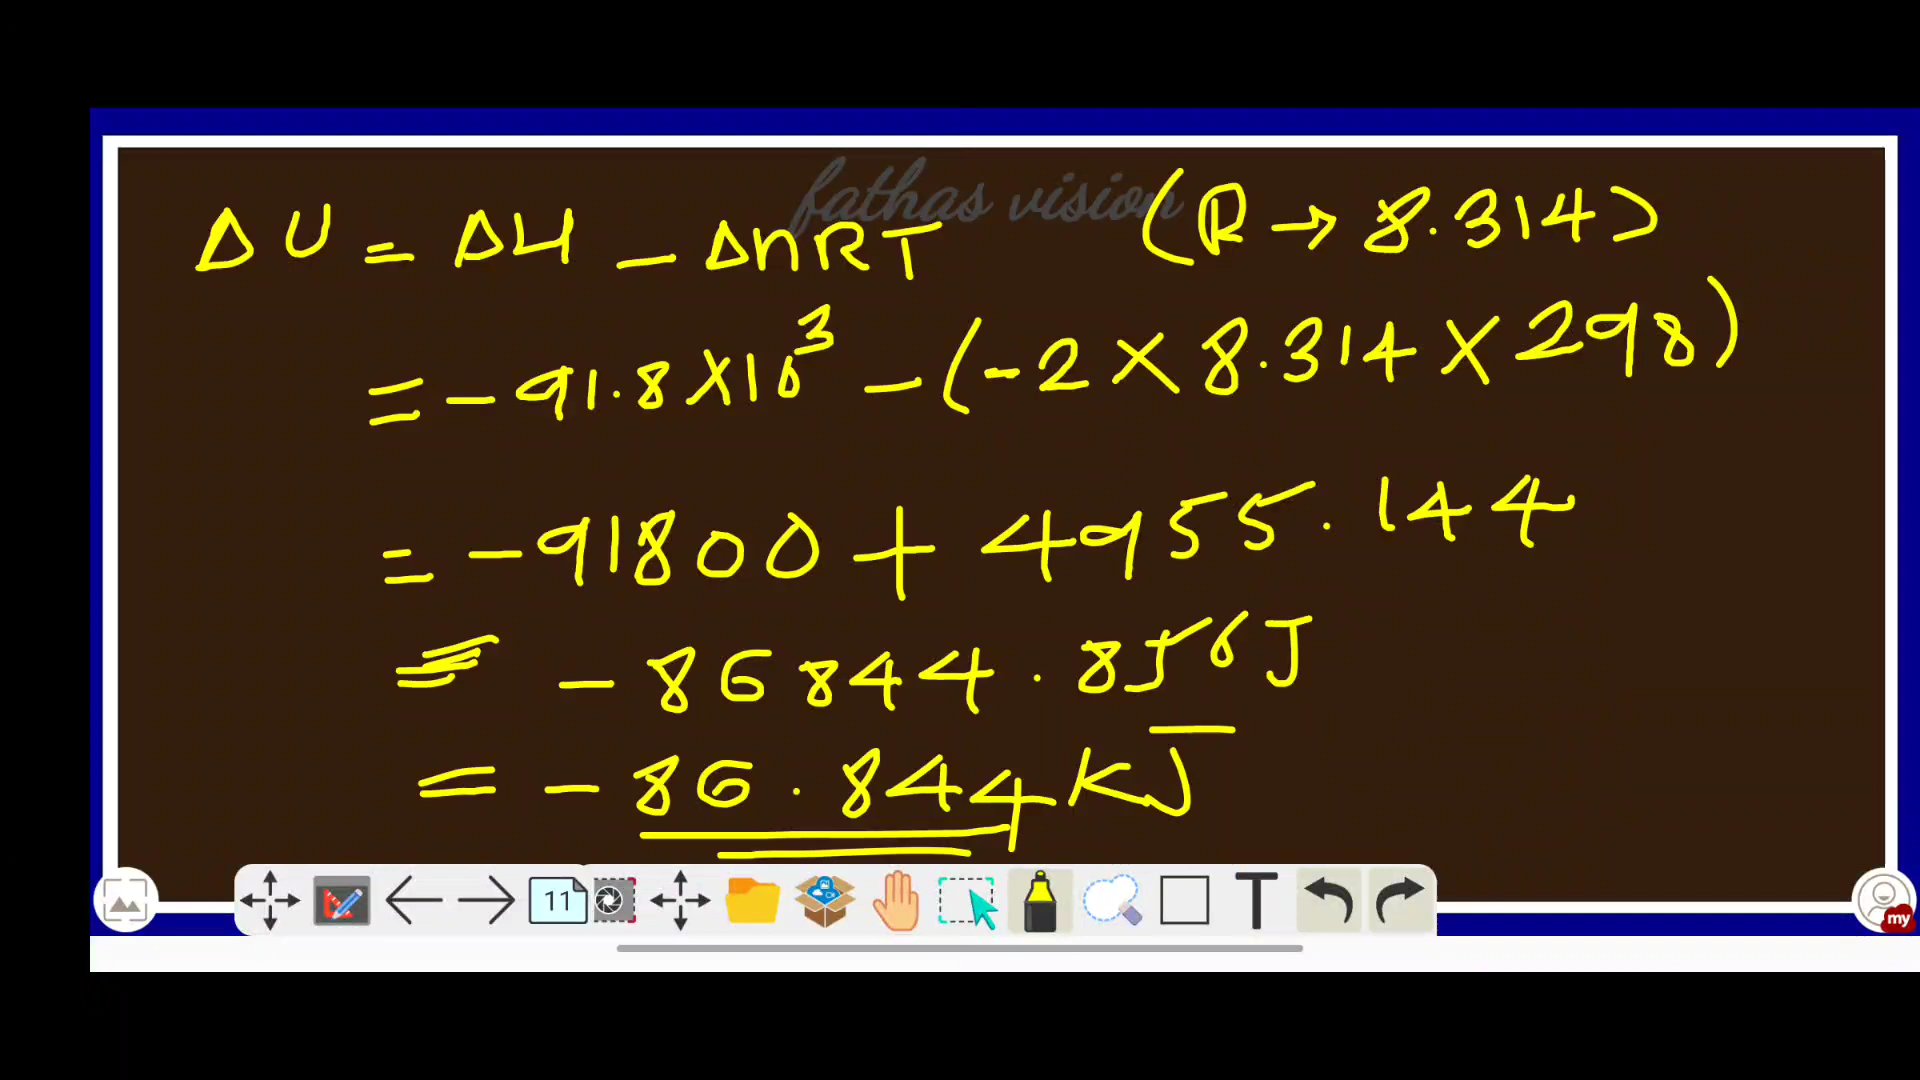 fathas vision
ΔU = ΔH - ΔnRT (R → 8.314)
= -91.8×10³ - (-2 × 8.314 × 298)
= -91800 + 4955.144
= -86844.856 J
= -86.844 KJ
11
T
my